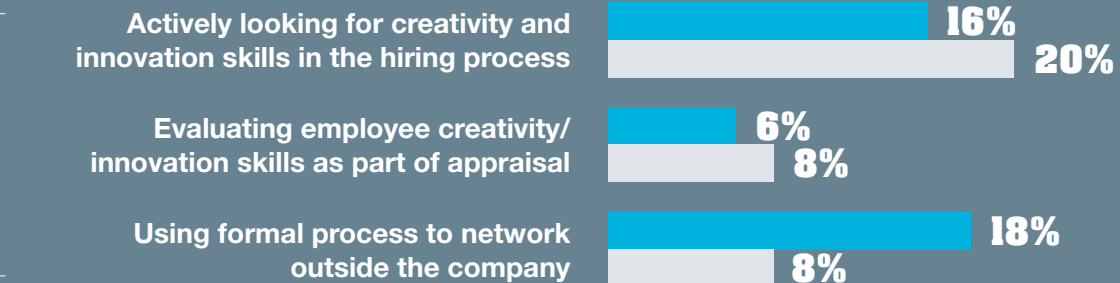 Actively looking for creativity and
innovation skills in the hiring process
16%
20%
Evaluating employee creativity/
innovation skills as part of appraisal
6%
8%
Using formal process to network
outside the company
18%
8%